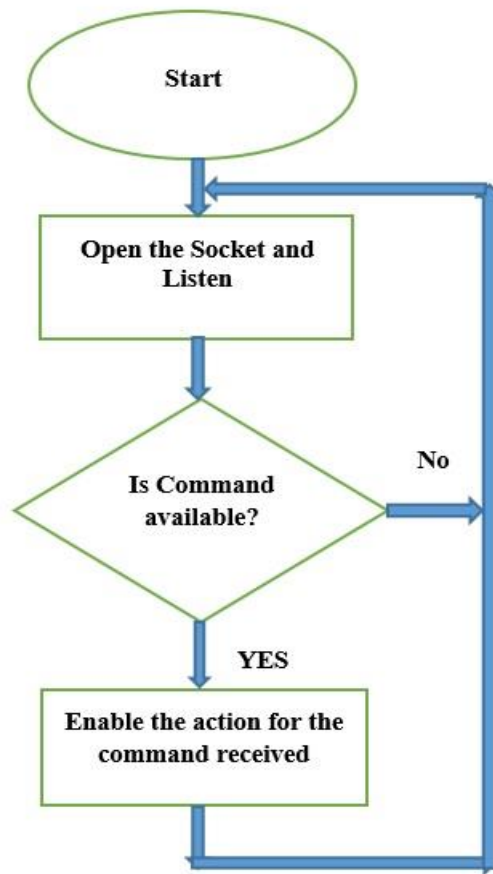 Start
Open the Socket and
Listen
Is Command
available?
No
YES
Enable the action for the
command received